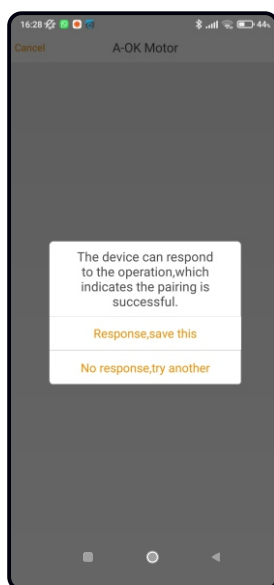 16:28
44%
Cancel
A-OK Motor
The device can respond
to the operation,which
indicates the pairing is
successful.
Response,save this
No response,try another